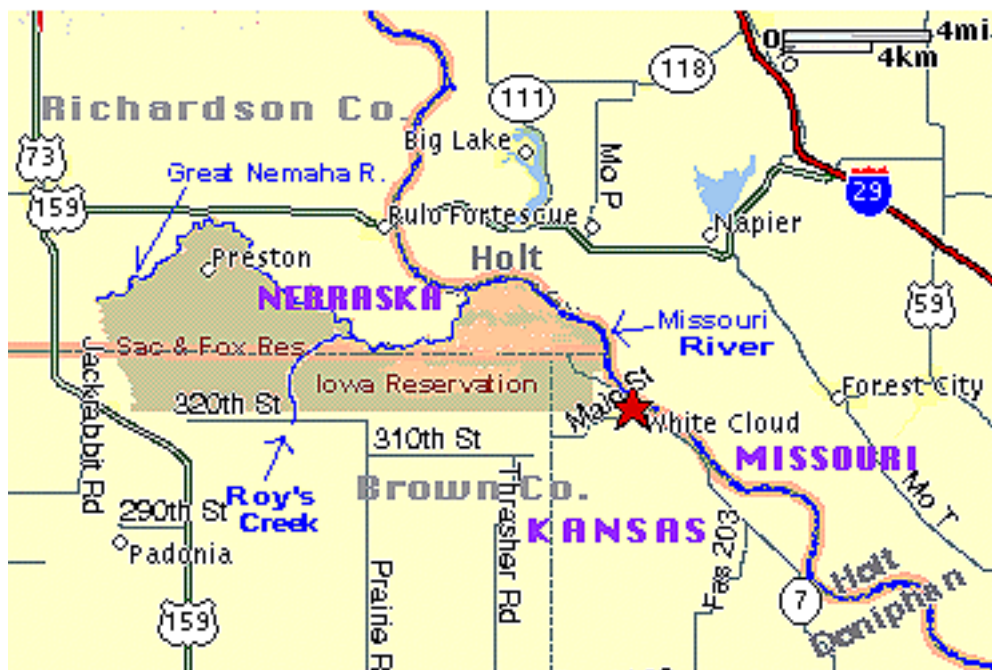 0
4mi
4km
118
111
Richardson Co.
Big Lake
Mo P
73
Great Nemaha R.
29
159
Rulo
Fortescue
Napier
Preston
Holt
NEBRASKA
59
Missouri
River
Sac & Fox Res.
Iowa Reservation
Jackrabbit Rd
Main St
Forest City
320th St
White Cloud
310th St
MISSOURI
Roy's
Creek
Brown Co.
Mo T
290th St
KANSAS
Padonia
Thrasher Rd
Fas 203
Prairie R
159
7
Holt
Doniphan